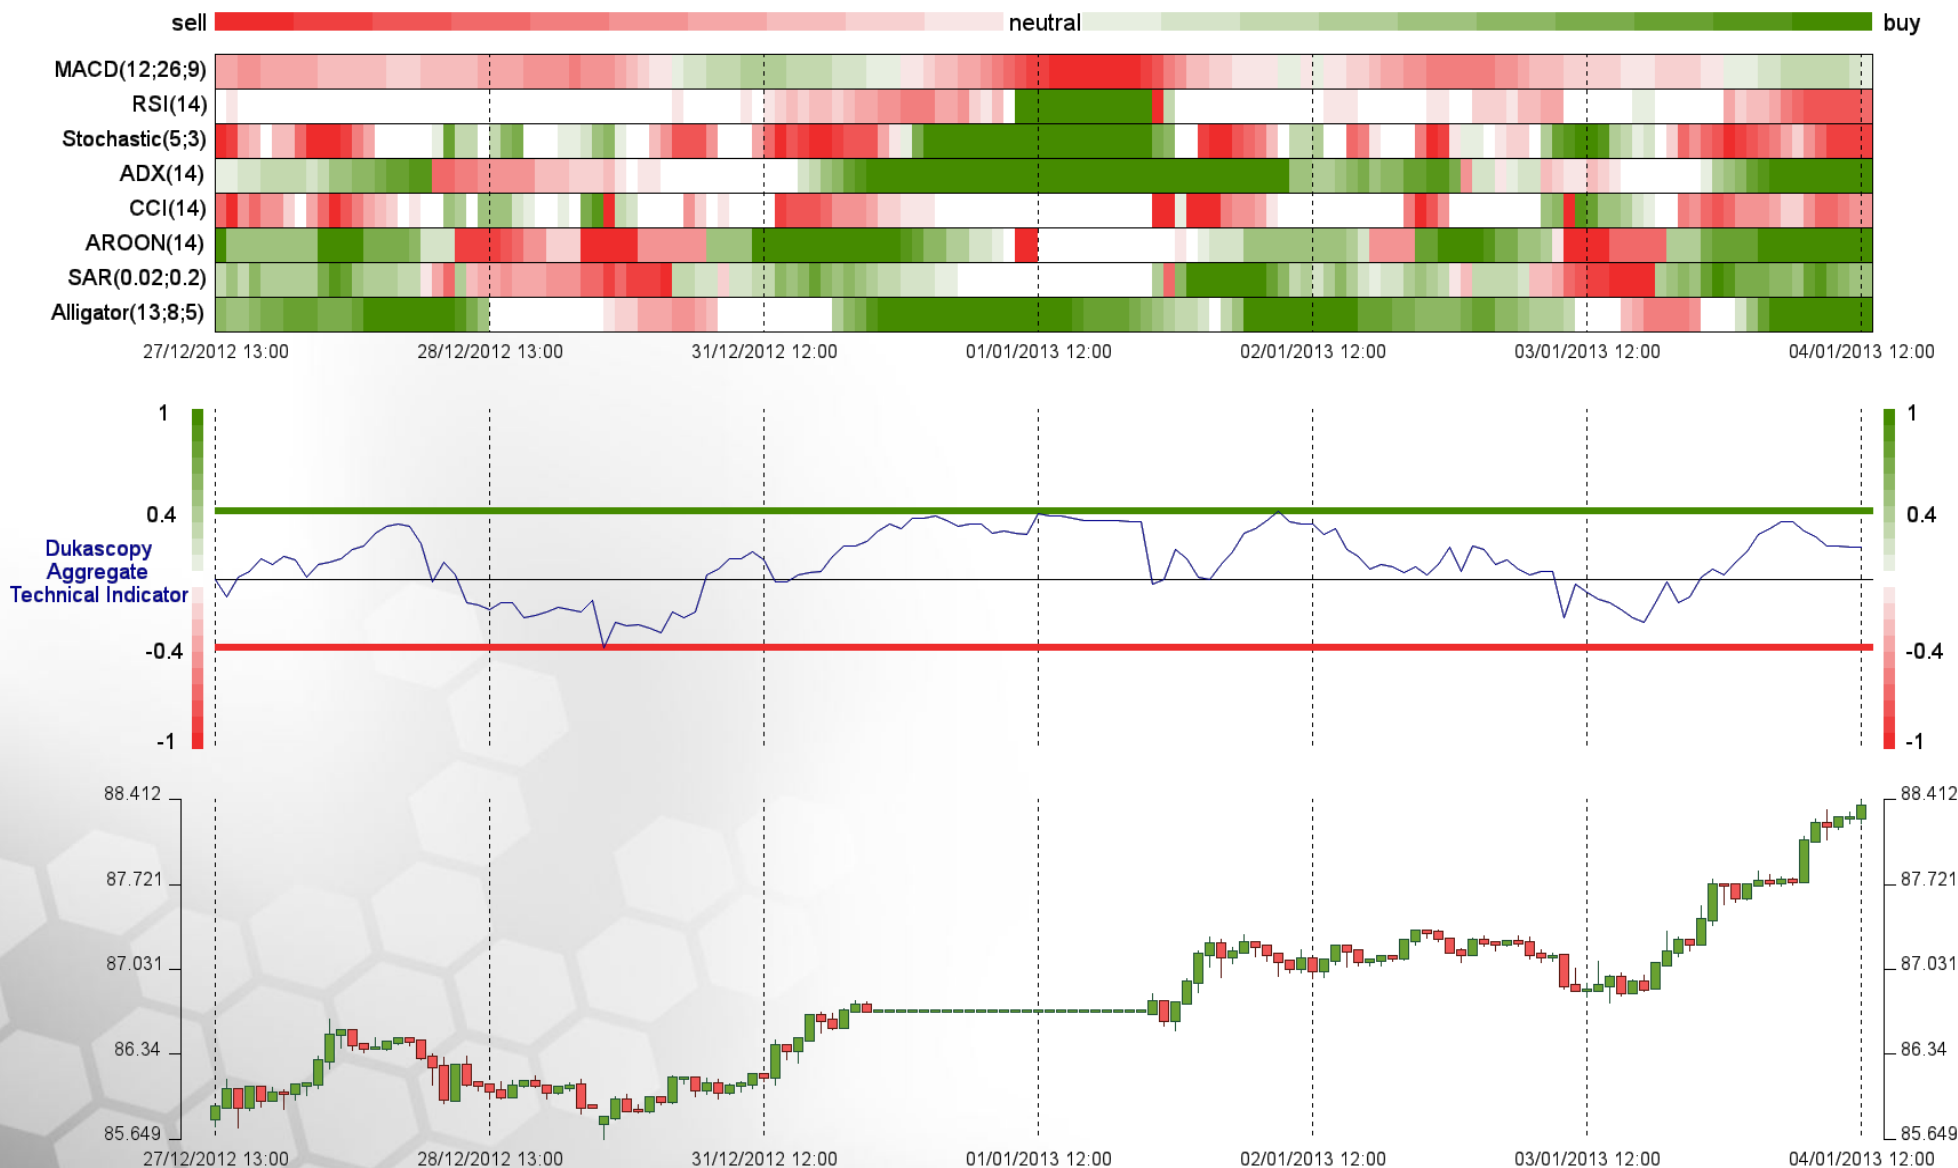 sell neutral buy
MACD(12;26;9)
RSI(14)
Stochastic(5;3)
ADX(14)
CCI(14)
AROON(14)
SAR(0.02;0.2)
Alligator(13;8;5)
27/12/2012 13:00 28/12/2012 13:00 31/12/2012 12:00 01/01/2013 12:00 02/01/2013 12:00 03/01/2013 12:00 04/01/2013 12:00
1 1
0.4 0.4
Dukascopy
Aggregate
Technical Indicator
-0.4 -0.4
-1 -1
88.412 88.412
87.721 87.721
87.031 87.031
86.34 86.34
85.649 85.649
27/12/2012 13:00 28/12/2012 13:00 31/12/2012 12:00 01/01/2013 12:00 02/01/2013 12:00 03/01/2013 12:00 04/01/2013 12:00